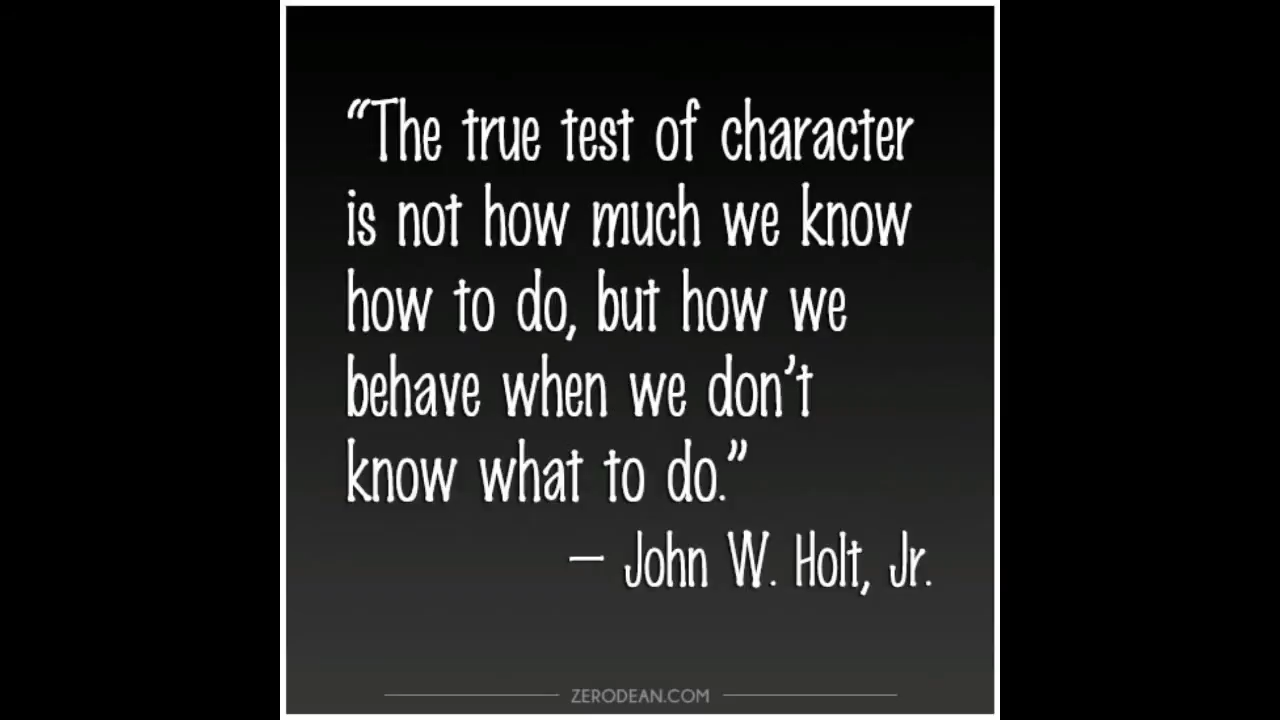 “The true test of character
is not how much we know
how to do, but how we
behave when we don’t
know what to do.”
— John W. Holt, Jr.
ZERODEAN.COM